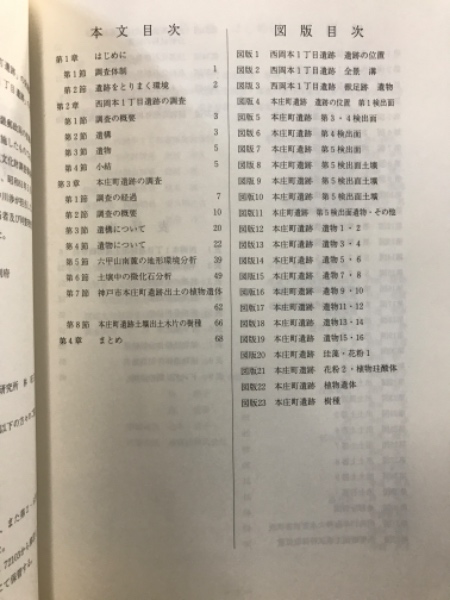 本文目次
第1章 はじめに
第1節 調査体制 1
第2節 遺跡をとりまく環境 2
第2章 西岡本1丁目遺跡の調査
第1節 調査の概要 3
第2節 遺構 3
第3節 遺物 5
第4節 小結 5
第3章 本庄町遺跡の調査
第1節 調査の経過 7
第2節 調査の概要 10
第3節 遺構について 20
第4節 遺物について 22
第5節 六甲山南麓の地形環境分析 39
第6節 土壌中の微化石分析 49
第7節 神戸市本庄町遺跡出土の植物遺体
62
第8節 本庄町遺跡土壙出土木片の樹種 66
第4章 まとめ 68
図版目次
図版1 西岡本1丁目遺跡 遺跡の位置
図版2 西岡本1丁目遺跡 全景 溝
図版3 西岡本1丁目遺跡 獣足跡 遺物
図版4 本庄町遺跡 遺跡の位置 第1検出面
図版5 本庄町遺跡 第3・4検出面
図版6 本庄町遺跡 第4検出面
図版7 本庄町遺跡 第5検出面
図版8 本庄町遺跡 第5検出面土壙
図版9 本庄町遺跡 第5検出面土壙
図版10 本庄町遺跡 第5検出面土壙
図版11 本庄町遺跡 第5検出面遺物・その他
図版12 本庄町遺跡 遺物1・2
図版13 本庄町遺跡 遺物3・4
図版14 本庄町遺跡 遺物5・6
図版15 本庄町遺跡 遺物7・8
図版16 本庄町遺跡 遺物9・10
図版17 本庄町遺跡 遺物11・12
図版18 本庄町遺跡 遺物13・14
図版19 本庄町遺跡 遺物15・16
図版20 本庄町遺跡 珪藻・花粉1
図版21 本庄町遺跡 花粉2・植物珪酸体
図版22 本庄町遺跡 植物遺体
図版23 本庄町遺跡 樹種